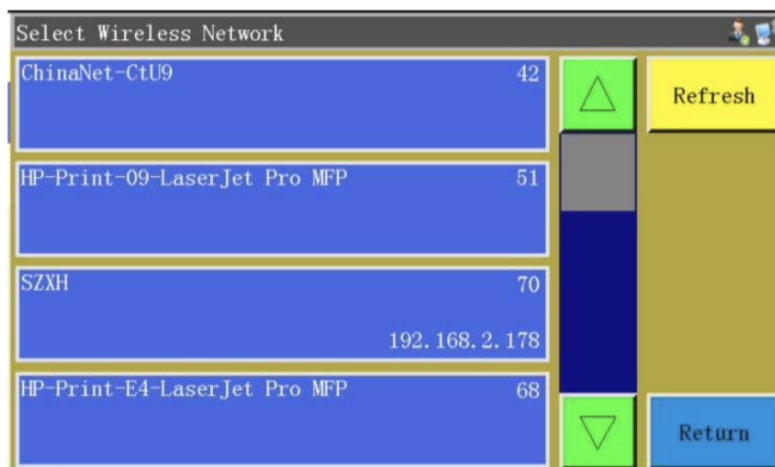 Select Wireless Network
ChinaNet-CtU9 42
HP-Print-09-LaserJet Pro MFP 51
SZXH 70
192.168.2.178
HP-Print-E4-LaserJet Pro MFP 68
Refresh
Return